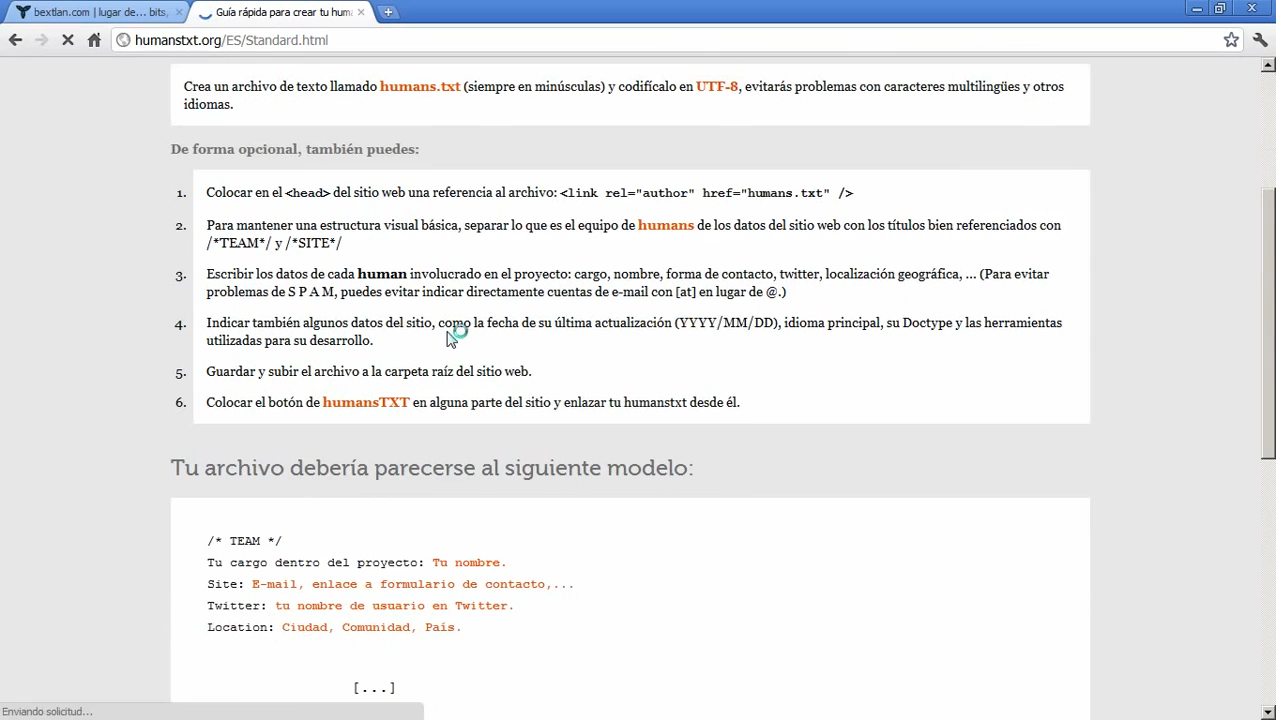 bextlan.com | lugar de... bits,
Guía rápida para crear tu hum
humanstxt.org/ES/Standard.html
Crea un archivo de texto llamado humans.txt (siempre en minúsculas) y codifícalo en UTF-8, evitarás problemas con caracteres multilingües y otros
idiomas.
De forma opcional, también puedes:
1. Colocar en el <head> del sitio web una referencia al archivo: <link rel="author" href="humans.txt" />
2. Para mantener una estructura visual básica, separar lo que es el equipo de humans de los datos del sitio web con los títulos bien referenciados con
/*TEAM*/ y /*SITE*/
3. Escribir los datos de cada human involucrado en el proyecto: cargo, nombre, forma de contacto, twitter, localización geográfica, ... (Para evitar
problemas de S P A M, puedes evitar indicar directamente cuentas de e-mail con [at] en lugar de @.)
4. Indicar también algunos datos del sitio, como la fecha de su última actualización (YYYY/MM/DD), idioma principal, su Doctype y las herramientas
utilizadas para su desarrollo.
5. Guardar y subir el archivo a la carpeta raíz del sitio web.
6. Colocar el botón de humansTXT en alguna parte del sitio y enlazar tu humanstxt desde él.
Tu archivo debería parecerse al siguiente modelo:
/* TEAM */
Tu cargo dentro del proyecto: Tu nombre.
Site: E-mail, enlace a formulario de contacto,...
Twitter: tu nombre de usuario en Twitter.
Location: Ciudad, Comunidad, País.
[...]
Enviando solicitud...